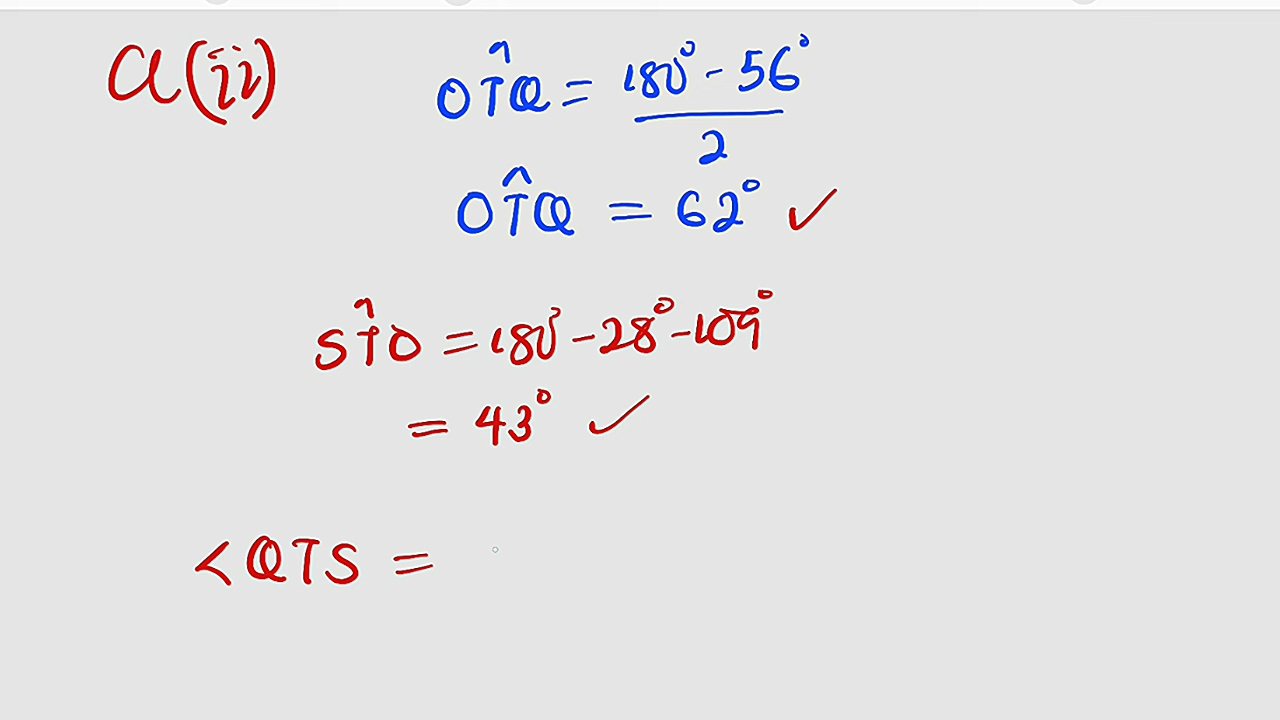 a(ii)
OT̂Q = 180° - 56°
2
OT̂Q = 62° ✓
ST̂O = 180° - 28° - 109°
= 43° ✓
<QTS =